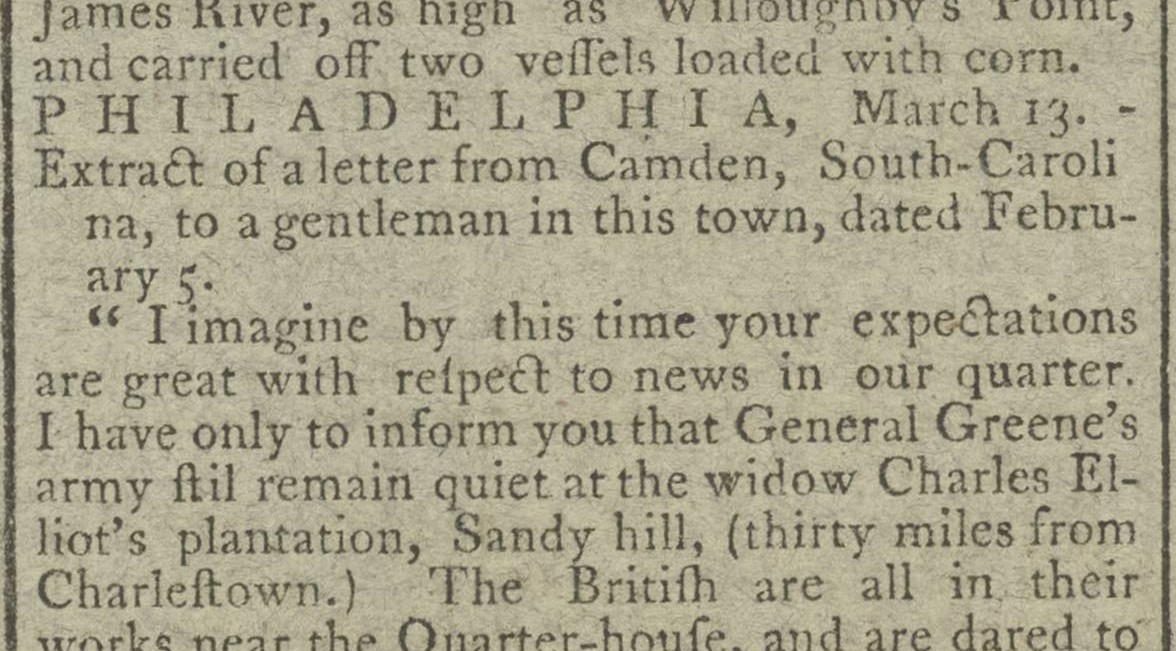 James River, as high as Willoughby's Point,
and carried off two veſſels loaded with corn.
PHILADELPHIA, March 13. -
Extract of a letter from Camden, South-Caroli
na, to a gentleman in this town, dated Febru-
ary 5.
“ I imagine by this time your expectations
are great with reſpect to news in our quarter.
I have only to inform you that General Greene's
army ſtil remain quiet at the widow Charles El-
liot's plantation, Sandy hill, (thirty miles from
Charleſtown.) The Britiſh are all in their
works near the Quarter-houſe, and are dared to